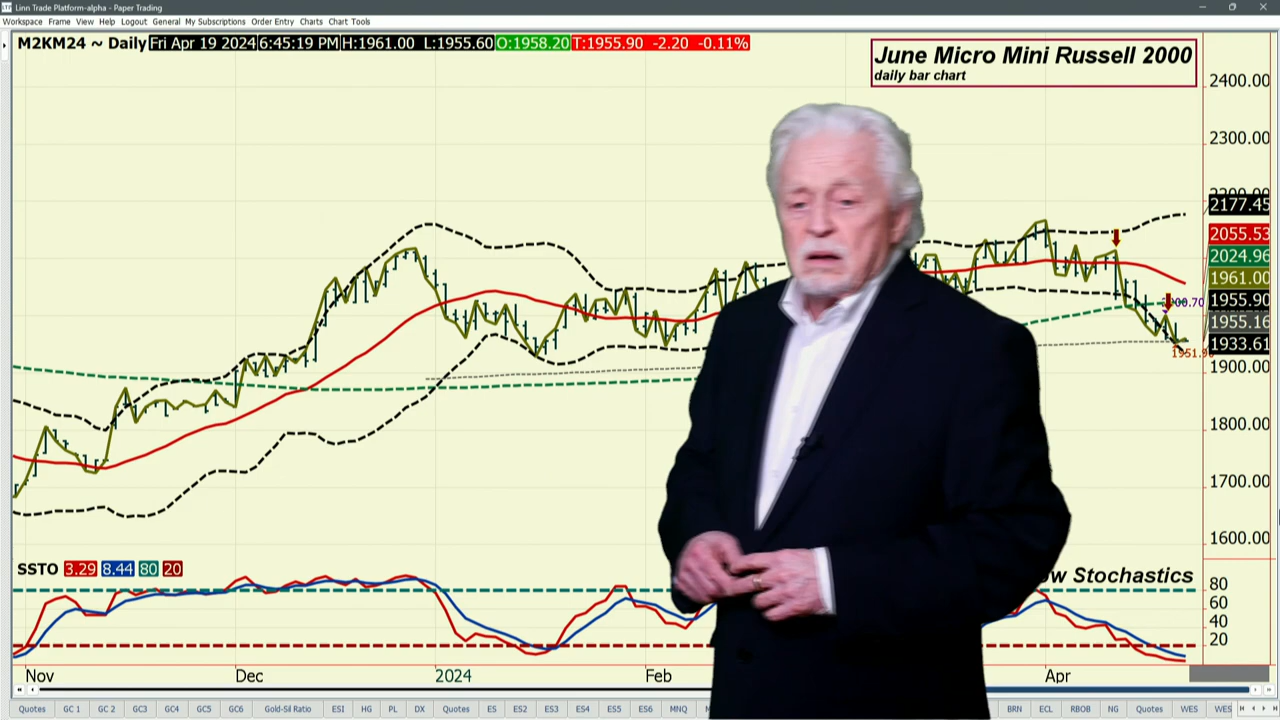 Linn Trade Platform-alpha - Paper Trading
Workspace Frame View Help Logout General My Subscriptions Order Entry Charts Chart Tools
M2KM24 ~ Daily Fri Apr 19 2024 6:45:19 PM H:1961.00 L:1955.60 O:1958.20 T:1955.90 -2.20 -0.11%
June Micro Mini Russell 2000
daily bar chart
2400.00
2300.00
2200.00
2177.45
2055.53
2024.96
1961.00
1955.90
1955.16
1933.61
1900.00
1800.00
1700.00
1600.00
SSTO 3.29 8.44 80 20
ow Stochastics
80
60
40
20
Nov Dec 2024 Feb Apr
Quotes GC 1 GC 2 GC3 GC4 GC5 GC6 Gold-Sil Ratio ESI HG PL DX Quotes ES ES2 ES3 ES4 ES5 ES6 MNQ BRN ECL RBOB NG Quotes WES WES